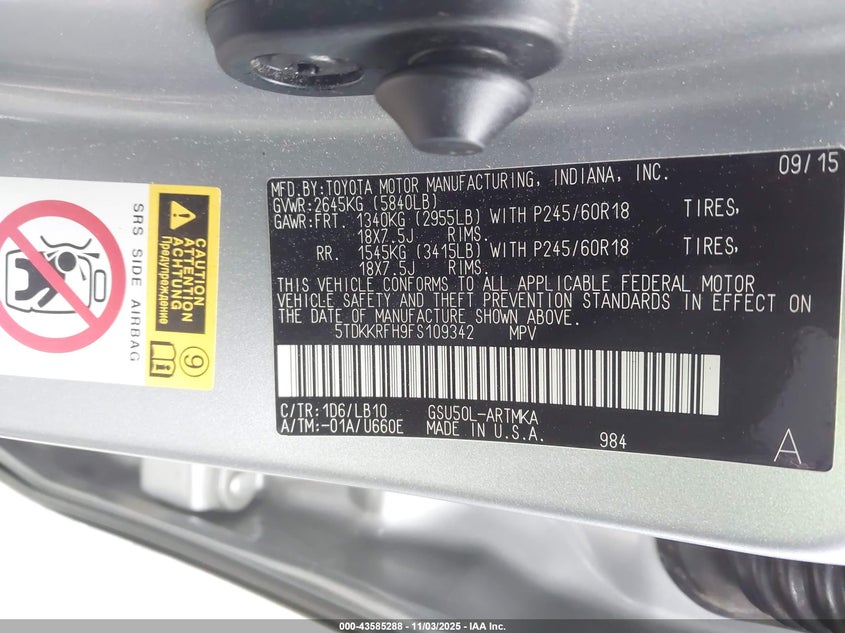 09/15
MFD.BY:TOYOTA MOTOR MANUFACTURING, INDIANA, INC.
GVWR:2645KG (5840LB)
GAWR:FRT. 1340KG (2955LB) WITH P245/60R18 TIRES,
18X7.5J RIMS.
RR. 1545KG (3415LB) WITH P245/60R18 TIRES,
18X7.5J RIMS.
THIS VEHICLE CONFORMS TO ALL APPLICABLE FEDERAL MOTOR
VEHICLE SAFETY AND THEFT PREVENTION STANDARDS IN EFFECT ON
THE DATE OF MANUFACTURE SHOWN ABOVE.
5TDKKRFH9FS109342 MPV
C/TR:1D6/LB10 GSU50L-ARTMKA
A/TM:-01A/U660E MADE IN U.S.A. 984 A
SRS SIDE AIRBAG
ATTENTION
ACHTUNG
Предупреждение
9
000-43585288 - 11/03/2025 - IAA Inc.